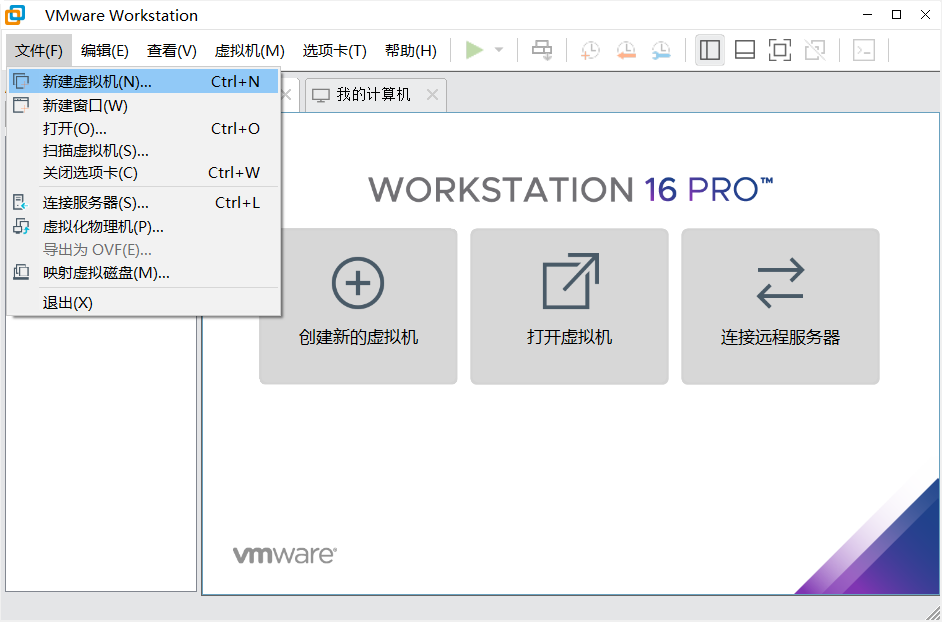 VMware Workstation
文件(F) 编辑(E) 查看(V) 虚拟机(M) 选项卡(T) 帮助(H)
新建虚拟机(N)... Ctrl+N
新建窗口(W)
打开(O)... Ctrl+O
扫描虚拟机(S)...
关闭选项卡(C) Ctrl+W
连接服务器(S)... Ctrl+L
虚拟化物理机(P)...
导出为 OVF(E)...
映射虚拟磁盘(M)...
退出(X)
我的计算机
WORKSTATION 16 PRO™
创建新的虚拟机
打开虚拟机
连接远程服务器
vmware®